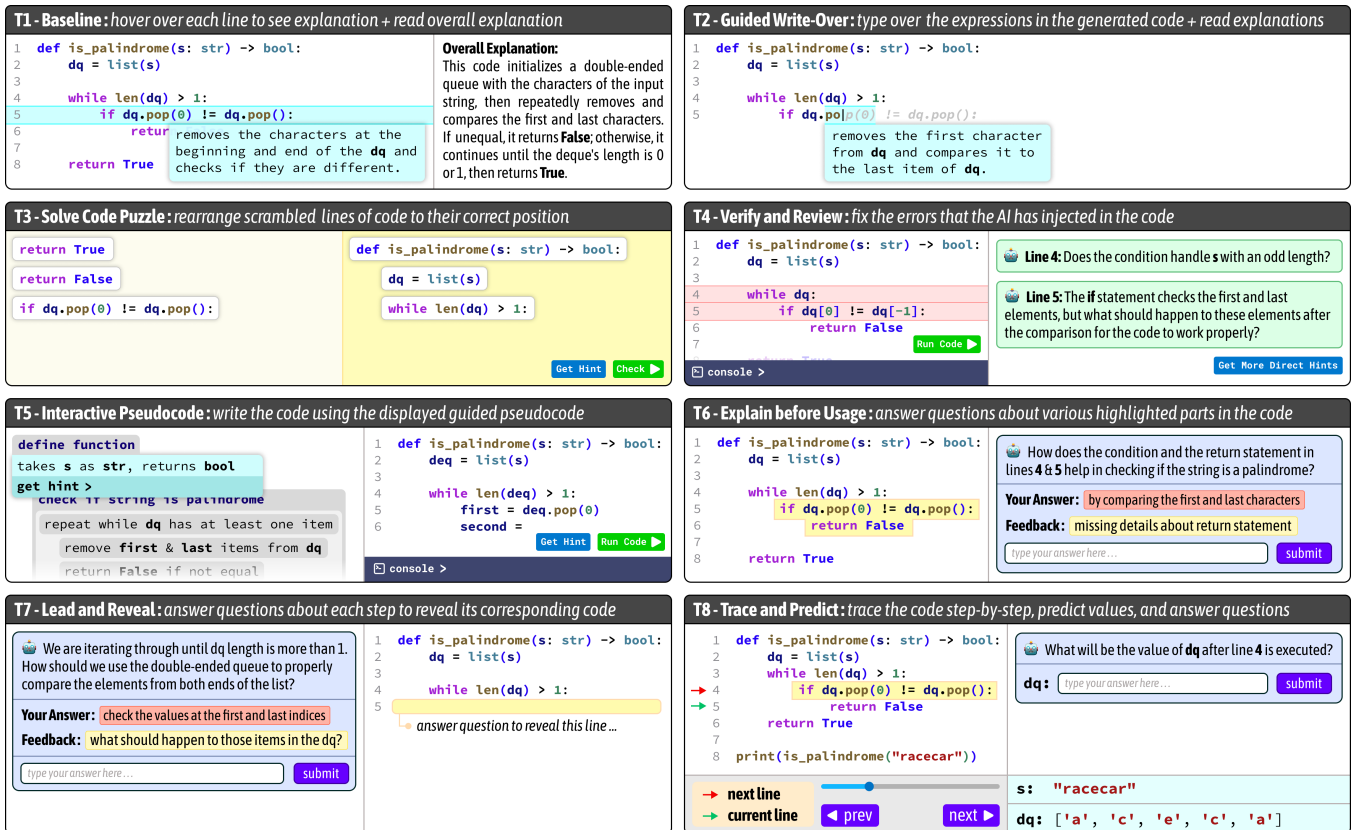 T1 - Baseline : hover over each line to see explanation + read overall explanation
1 def is_palindrome(s: str) -> bool:
2 dq = list(s)
3
4 while len(dq) > 1:
5 if dq.pop(0) != dq.pop():
6 retur
7
8 return True
removes the characters at the
beginning and end of the dq and
checks if they are different.
Overall Explanation:
This code initializes a double-ended
queue with the characters of the input
string, then repeatedly removes and
compares the first and last characters.
If unequal, it returns False; otherwise, it
continues until the deque's length is 0
or 1, then returns True.
T2 - Guided Write-Over : type over the expressions in the generated code + read explanations
1 def is_palindrome(s: str) -> bool:
2 dq = list(s)
3
4 while len(dq) > 1:
5 if dq.po|p(0) != dq.pop():
removes the first character
from dq and compares it to
the last item of dq.
T3 - Solve Code Puzzle : rearrange scrambled lines of code to their correct position
return True
return False
if dq.pop(0) != dq.pop():
def is_palindrome(s: str) -> bool:
dq = list(s)
while len(dq) > 1:
Get Hint Check
T4 - Verify and Review : fix the errors that the AI has injected in the code
1 def is_palindrome(s: str) -> bool:
2 dq = list(s)
3
4 while dq:
5 if dq[0] != dq[-1]:
6 return False
7
8 return True
Run Code
console >
Line 4: Does the condition handle s with an odd length?
Line 5: The if statement checks the first and last
elements, but what should happen to these elements after
the comparison for the code to work properly?
Get More Direct Hints
T5 - Interactive Pseudocode : write the code using the displayed guided pseudocode
define function
takes s as str, returns bool
get hint >
check if string is palindrome
repeat while dq has at least one item
remove first & last items from dq
return False if not equal
1 def is_palindrome(s: str) -> bool:
2 deq = list(s)
3
4 while len(deq) > 1:
5 first = deq.pop(0)
6 second =
Get Hint Run Code
console >
T6 - Explain before Usage : answer questions about various highlighted parts in the code
1 def is_palindrome(s: str) -> bool:
2 dq = list(s)
3
4 while len(dq) > 1:
5 if dq.pop(0) != dq.pop():
6 return False
7
8 return True
How does the condition and the return statement in
lines 4 & 5 help in checking if the string is a palindrome?
Your Answer: by comparing the first and last characters
Feedback: missing details about return statement
type your answer here . . . submit
T7 - Lead and Reveal : answer questions about each step to reveal its corresponding code
We are iterating through until dq length is more than 1.
How should we use the double-ended queue to properly
compare the elements from both ends of the list?
Your Answer: check the values at the first and last indices
Feedback: what should happen to those items in the dq?
type your answer here . . . submit
1 def is_palindrome(s: str) -> bool:
2 dq = list(s)
3
4 while len(dq) > 1:
5
answer question to reveal this line ...
T8 - Trace and Predict : trace the code step-by-step, predict values, and answer questions
1 def is_palindrome(s: str) -> bool:
2 dq = list(s)
3 while len(dq) > 1:
4 if dq.pop(0) != dq.pop():
5 return False
6 return True
7
8 print(is_palindrome("racecar"))
next line
current line
prev next
What will be the value of dq after line 4 is executed?
dq: type your answer here . . . submit
s: "racecar"
dq: ['a', 'c', 'e', 'c', 'a']